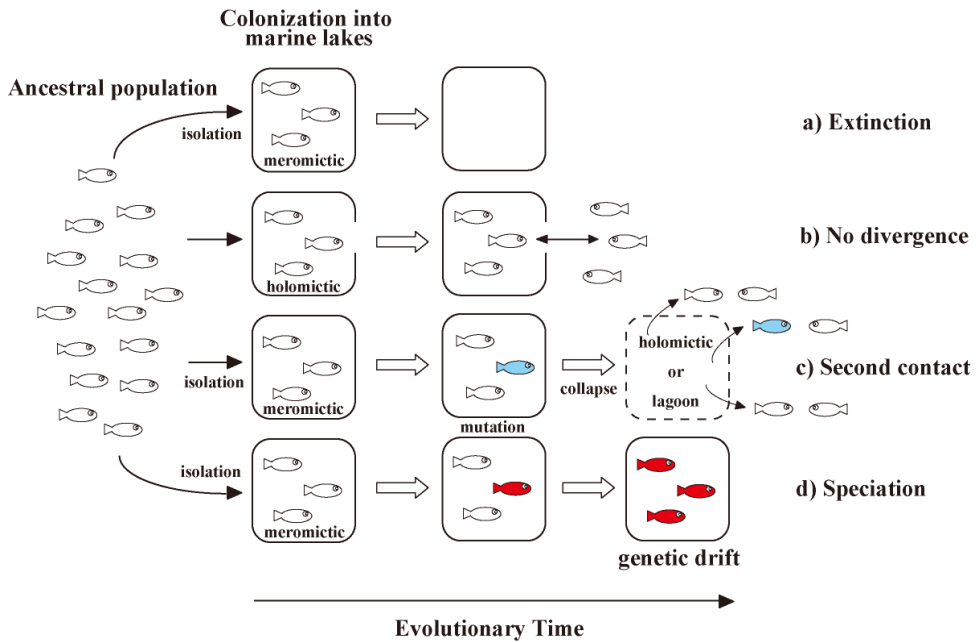 Colonization into
marine lakes
Ancestral population
isolation
meromictic
a) Extinction
holomictic
b) No divergence
isolation
meromictic
mutation
collapse
holomictic
or
lagoon
c) Second contact
isolation
meromictic
genetic drift
d) Speciation
Evolutionary Time